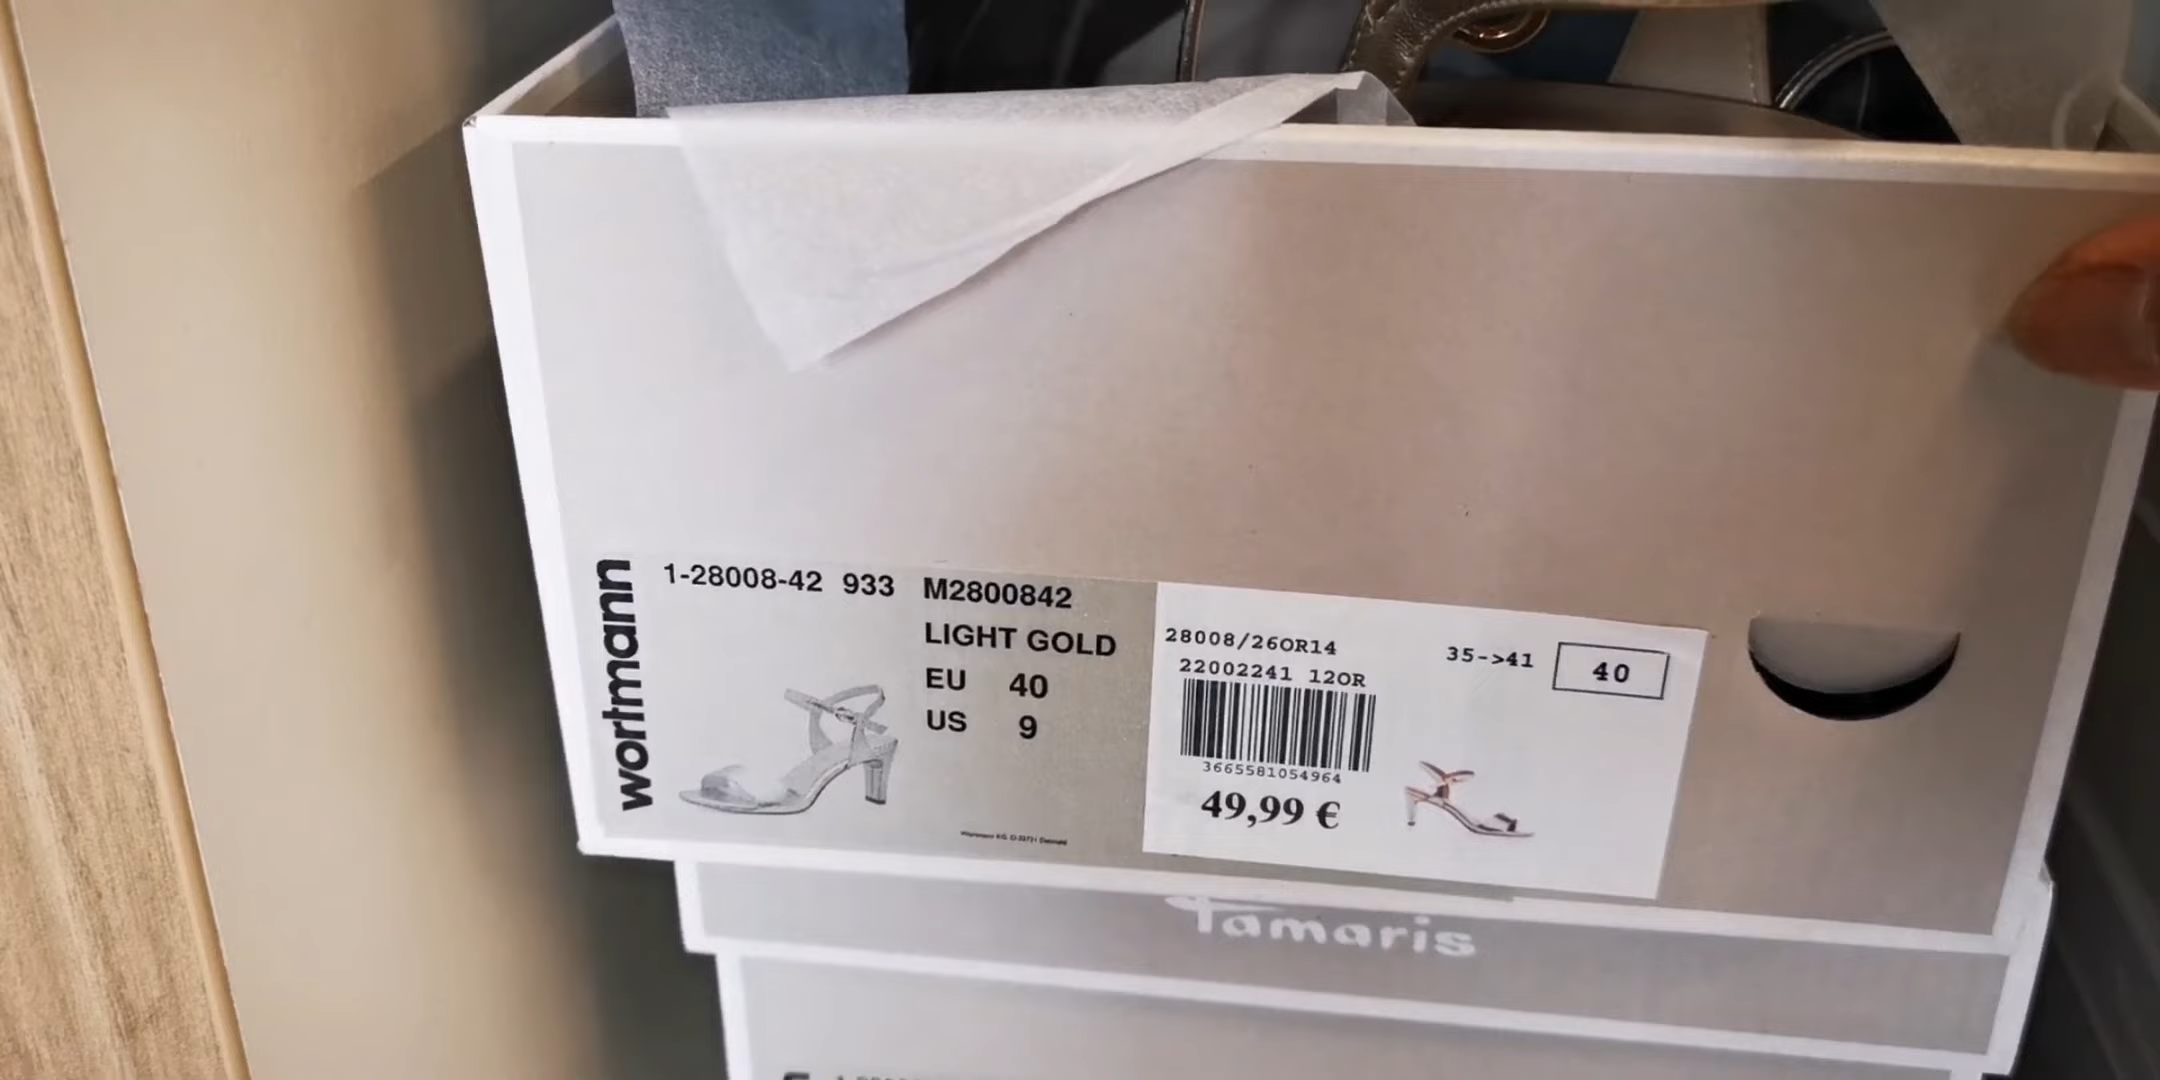 wortmann
1-28008-42 933 M2800842
LIGHT GOLD
EU 40
US 9
28008/26OR14
22002241 12OR
35->41
40
3665581054964
49,99 €
Tamaris